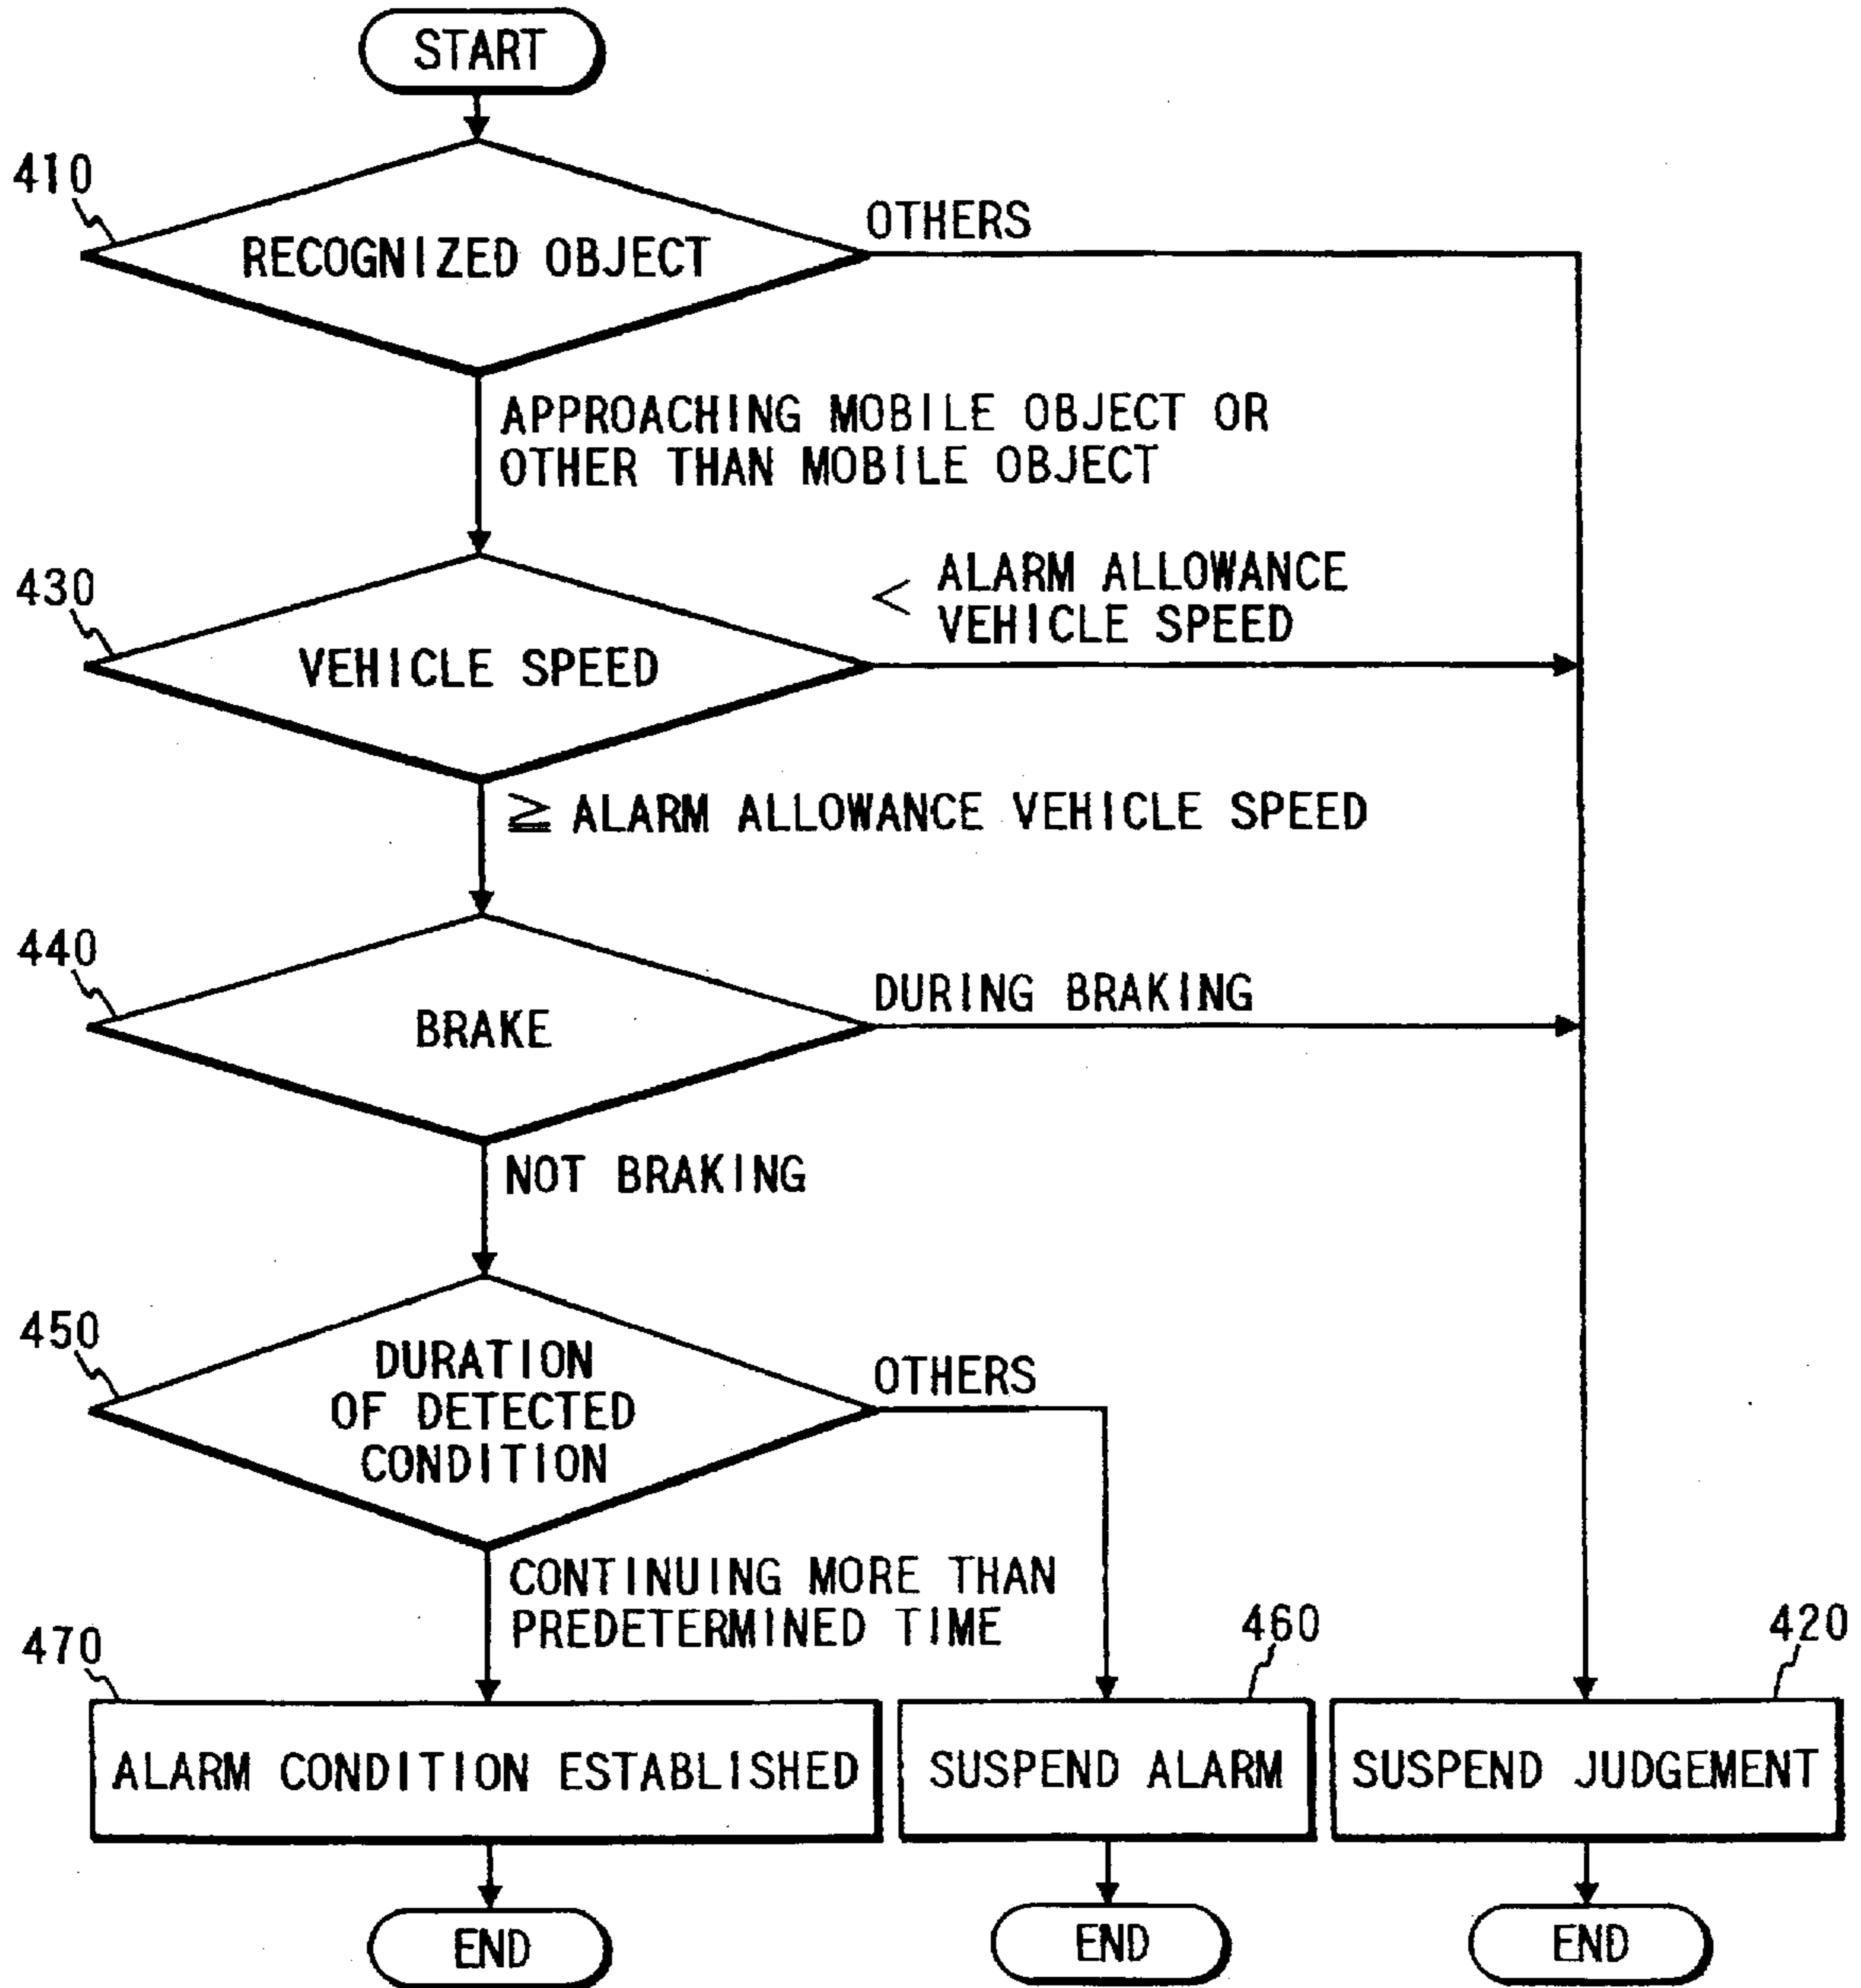 START
410
RECOGNIZED OBJECT
OTHERS
APPROACHING MOBILE OBJECT OR
OTHER THAN MOBILE OBJECT
430
VEHICLE SPEED
< ALARM ALLOWANCE
VEHICLE SPEED
≧ ALARM ALLOWANCE VEHICLE SPEED
440
BRAKE
DURING BRAKING
NOT BRAKING
450
DURATION
OF DETECTED
CONDITION
OTHERS
CONTINUING MORE THAN
PREDETERMINED TIME
470
ALARM CONDITION ESTABLISHED
460
SUSPEND ALARM
420
SUSPEND JUDGEMENT
END
END
END